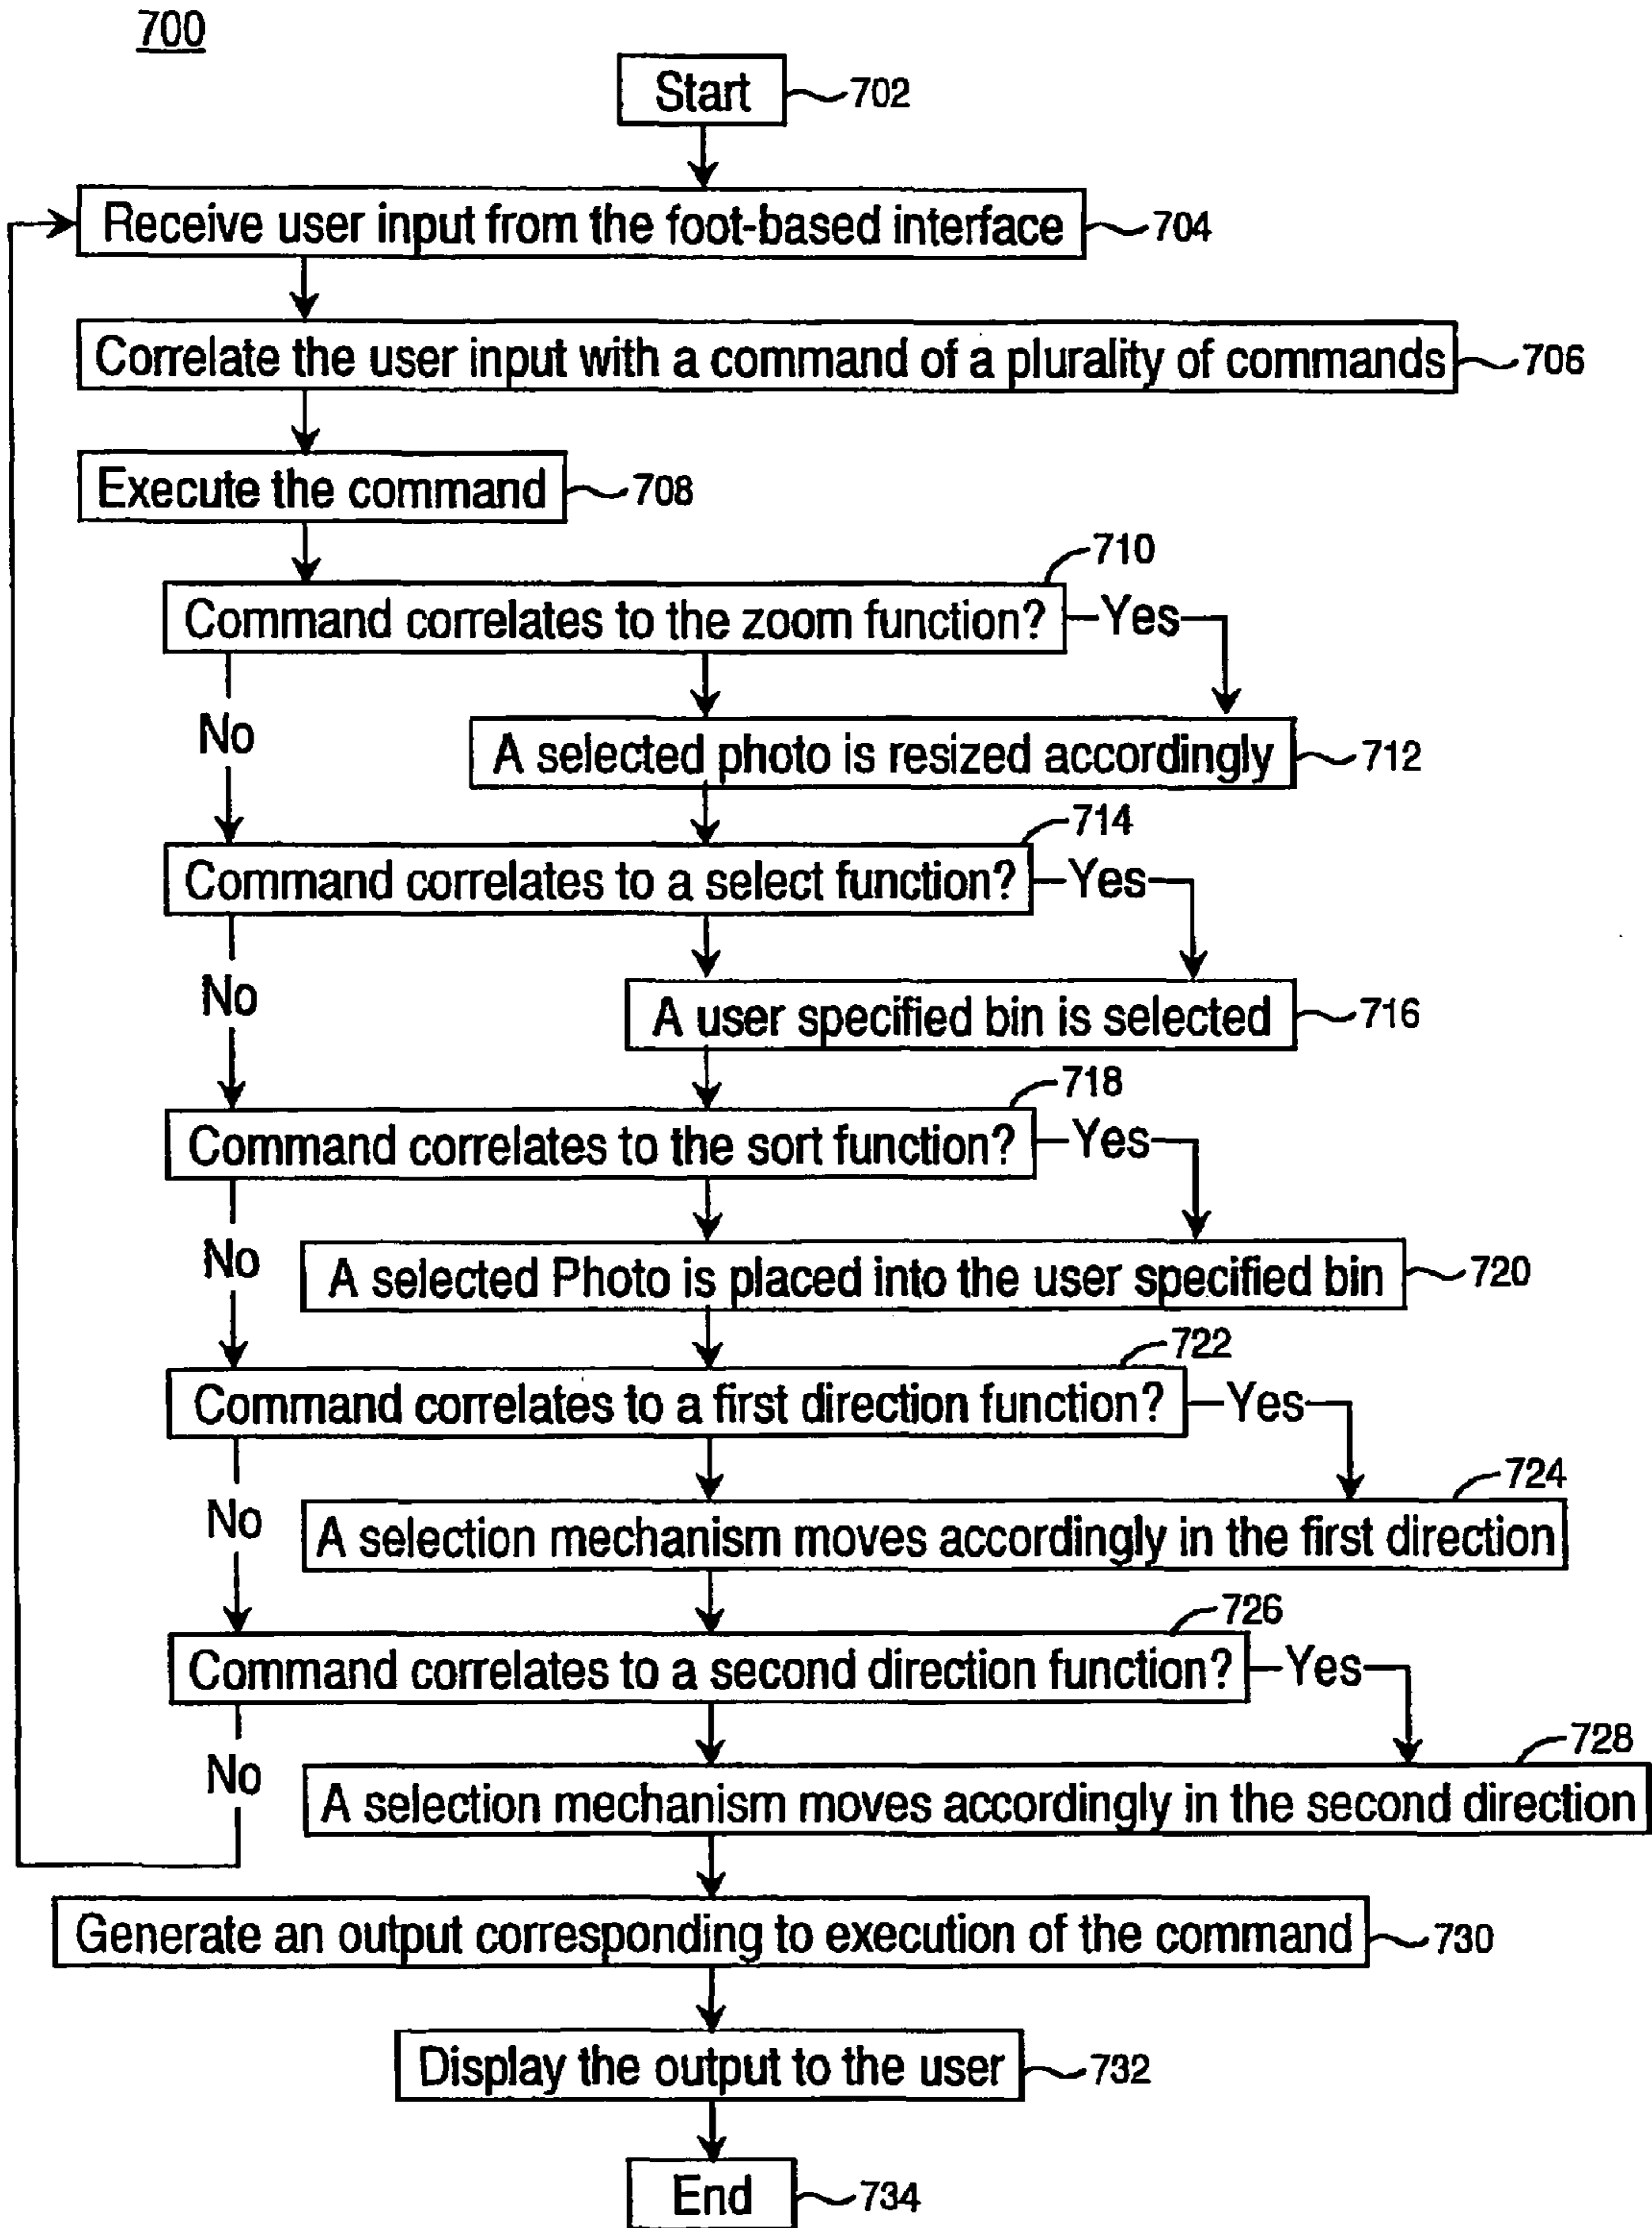 700
Start 702
Receive user input from the foot-based interface 704
Correlate the user input with a command of a plurality of commands 706
Execute the command 708
710
Command correlates to the zoom function? Yes
No
A selected photo is resized accordingly 712
714
Command correlates to a select function? Yes
No
A user specified bin is selected 716
718
Command correlates to the sort function? Yes
No
A selected Photo is placed into the user specified bin 720
722
Command correlates to a first direction function? Yes
724
No
A selection mechanism moves accordingly in the first direction
726
Command correlates to a second direction function? Yes
728
No
A selection mechanism moves accordingly in the second direction
Generate an output corresponding to execution of the command 730
Display the output to the user 732
End 734